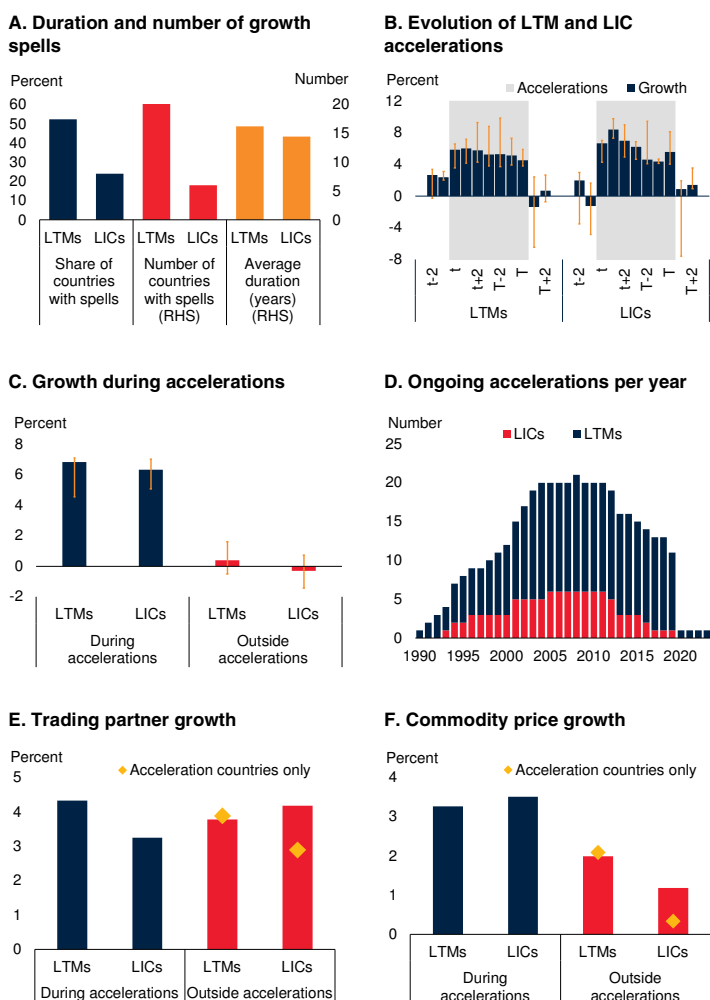 A. Duration and number of growth
spells
Percent
Number
60
50
40
30
20
10
0
20
15
10
5
0
LTMs LICs LTMs LICs LTMs LICs
Share of
countries
with spells
Number of
countries
with spells
(RHS)
Average
duration
(years)
(RHS)
B. Evolution of LTM and LIC
accelerations
Percent
Accelerations
Growth
12
8
4
0
-4
-8
t-2
t
t+2
T-2
T
T+2
t-2
t
t+2
T-2
T
T+2
LTMs
LICs
C. Growth during accelerations
Percent
8
6
4
2
0
-2
LTMs LICs LTMs LICs
During
accelerations
Outside
accelerations
D. Ongoing accelerations per year
Number
LICs
LTMs
25
20
15
10
5
0
1990 1995 2000 2005 2010 2015 2020
E. Trading partner growth
Percent
Acceleration countries only
5
4
3
2
1
0
LTMs LICs LTMs LICs
During accelerations
Outside accelerations
F. Commodity price growth
Percent
Acceleration countries only
4
3
2
1
0
LTMs LICs LTMs LICs
During
accelerations
Outside
accelerations